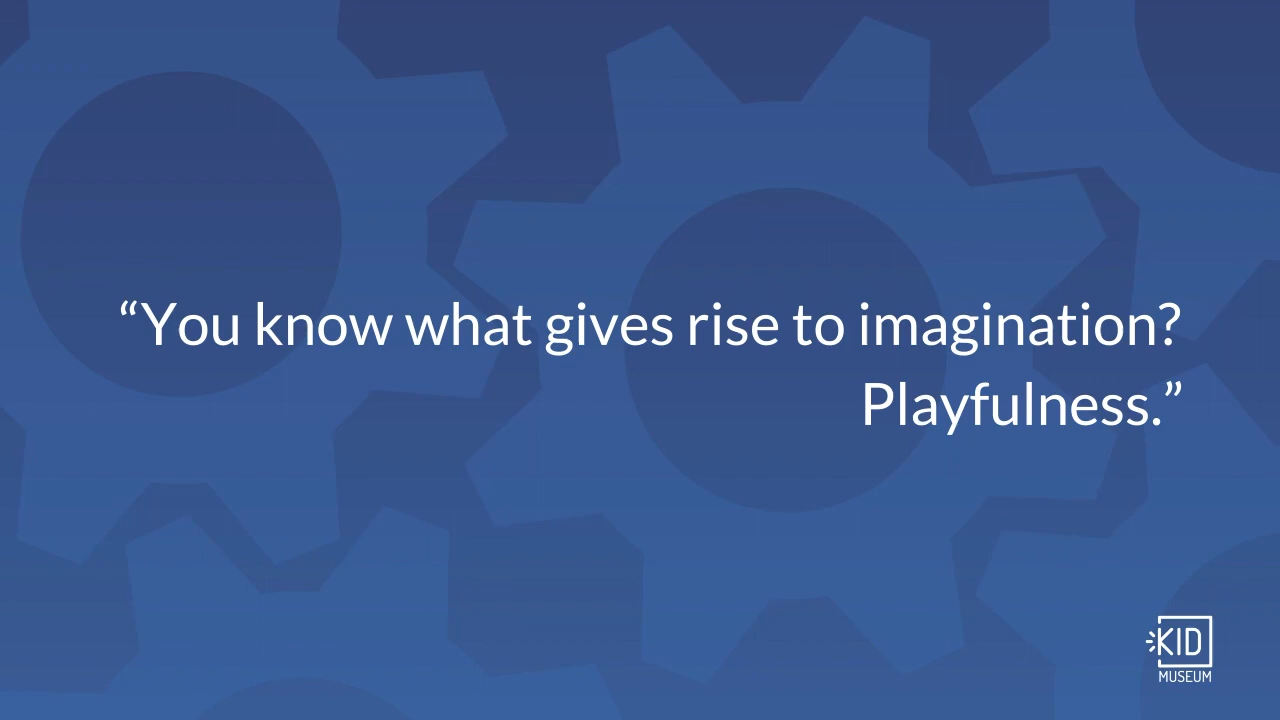 “You know what gives rise to imagination?
Playfulness.”
KID
MUSEUM